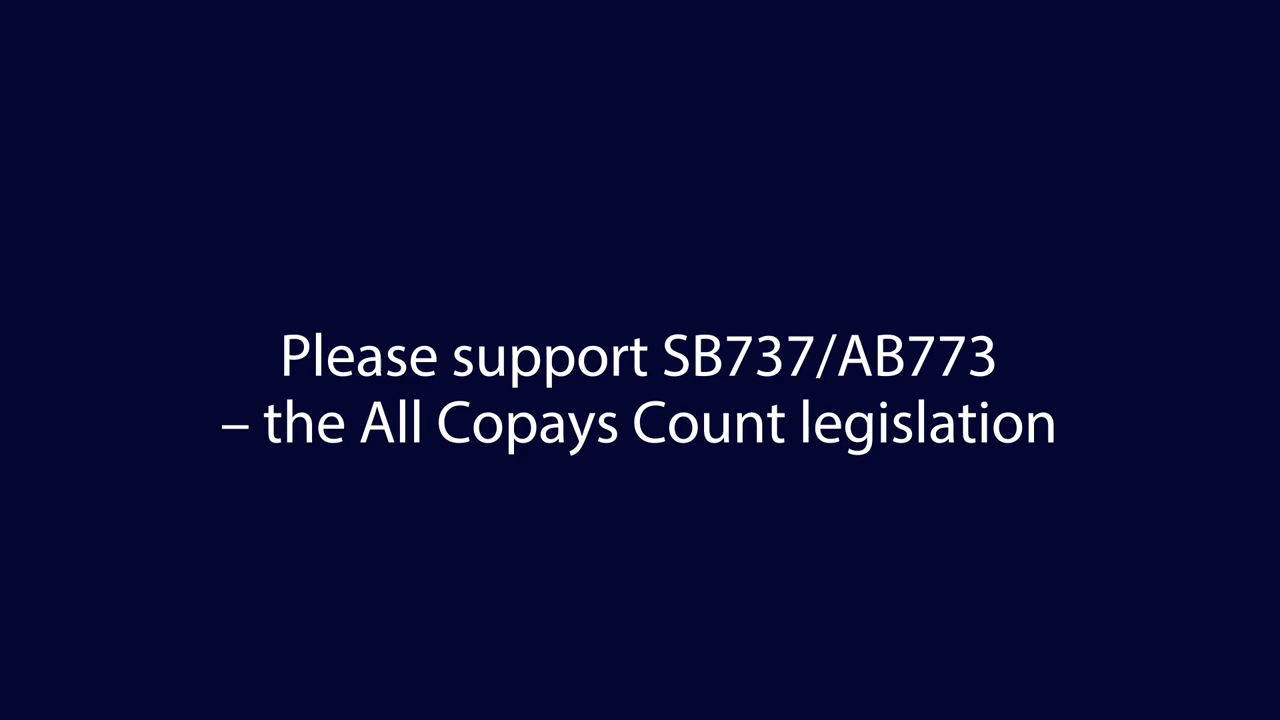 Please support SB737/AB773
– the All Copays Count legislation